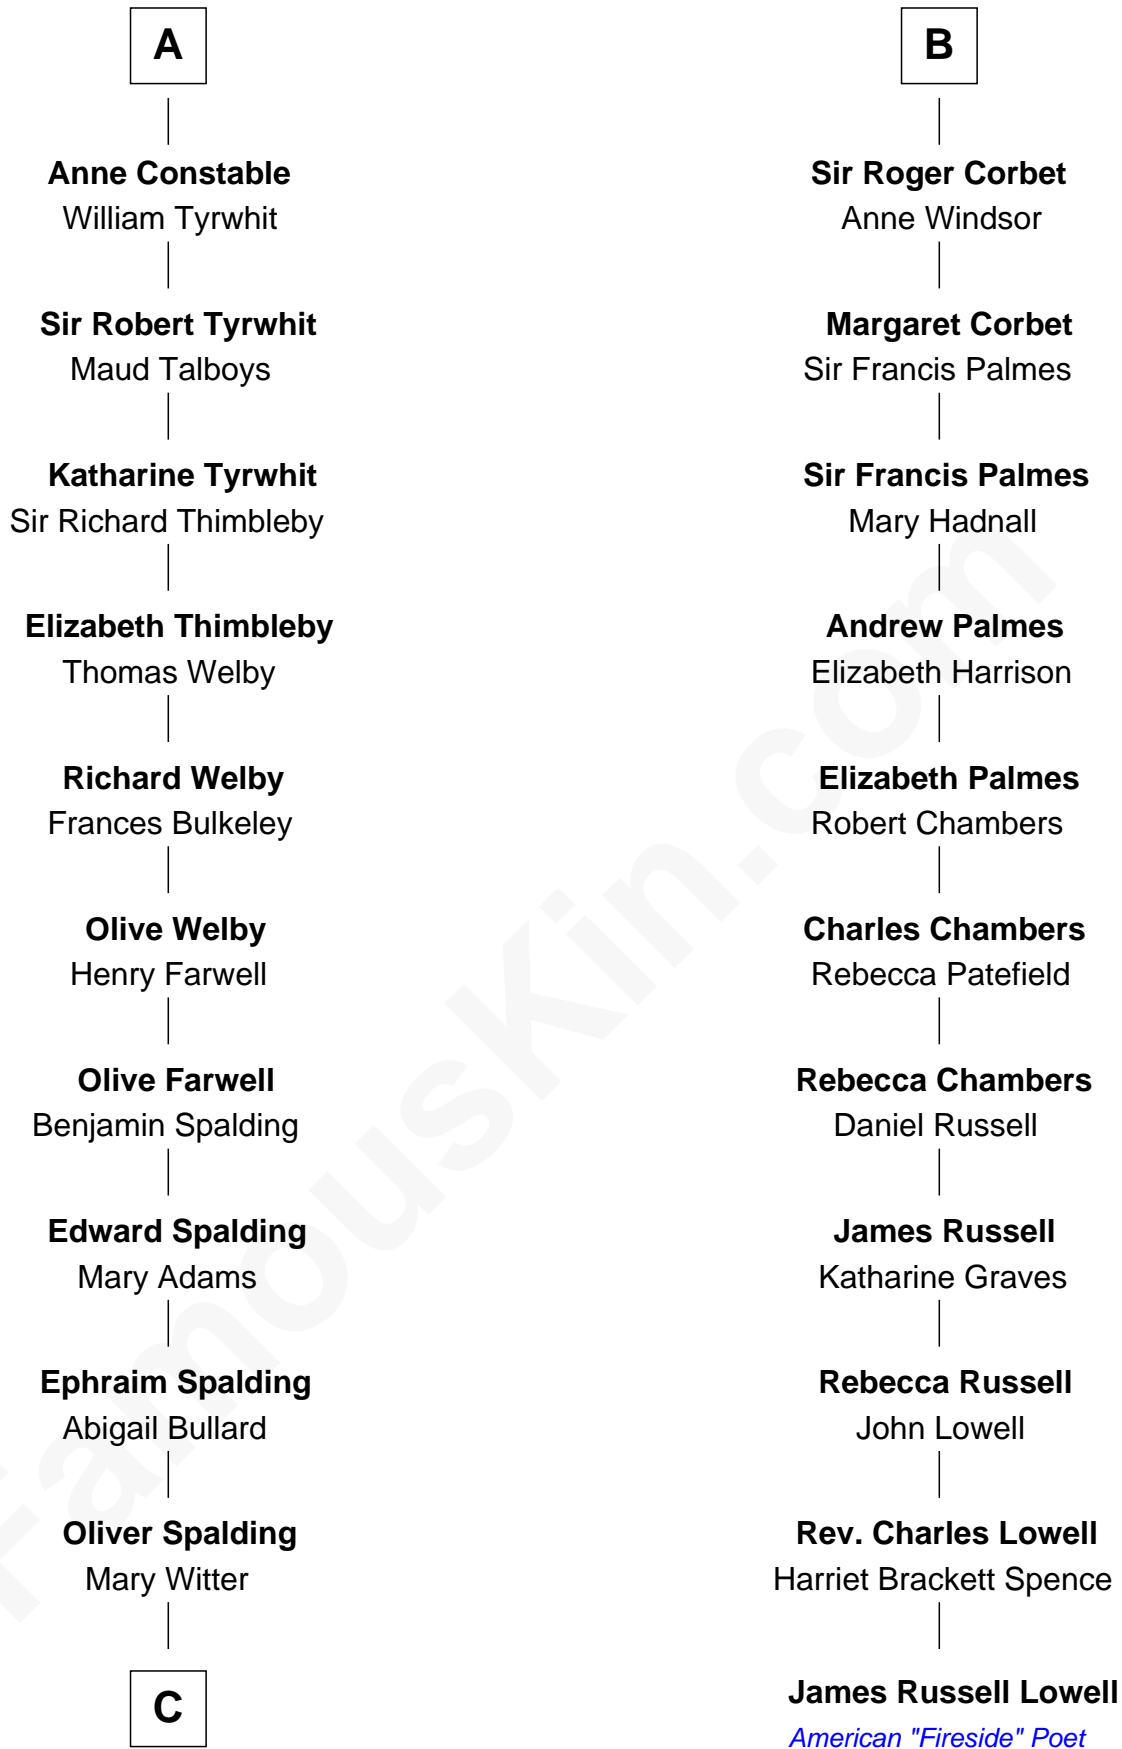 A
Anne Constable
William Tyrwhit
Sir Robert Tyrwhit
Maud Talboys
Katharine Tyrwhit
Sir Richard Thimbleby
Elizabeth Thimbleby
Thomas Welby
Richard Welby
Frances Bulkeley
Olive Welby
Henry Farwell
Olive Farwell
Benjamin Spalding
Edward Spalding
Mary Adams
Ephraim Spalding
Abigail Bullard
Oliver Spalding
Mary Witter
C
B
Sir Roger Corbet
Anne Windsor
Margaret Corbet
Sir Francis Palmes
Sir Francis Palmes
Mary Hadnall
Andrew Palmes
Elizabeth Harrison
Elizabeth Palmes
Robert Chambers
Charles Chambers
Rebecca Patefield
Rebecca Chambers
Daniel Russell
James Russell
Katharine Graves
Rebecca Russell
John Lowell
Rev. Charles Lowell
Harriet Brackett Spence
James Russell Lowell
American "Fireside" Poet
FamousKin.com